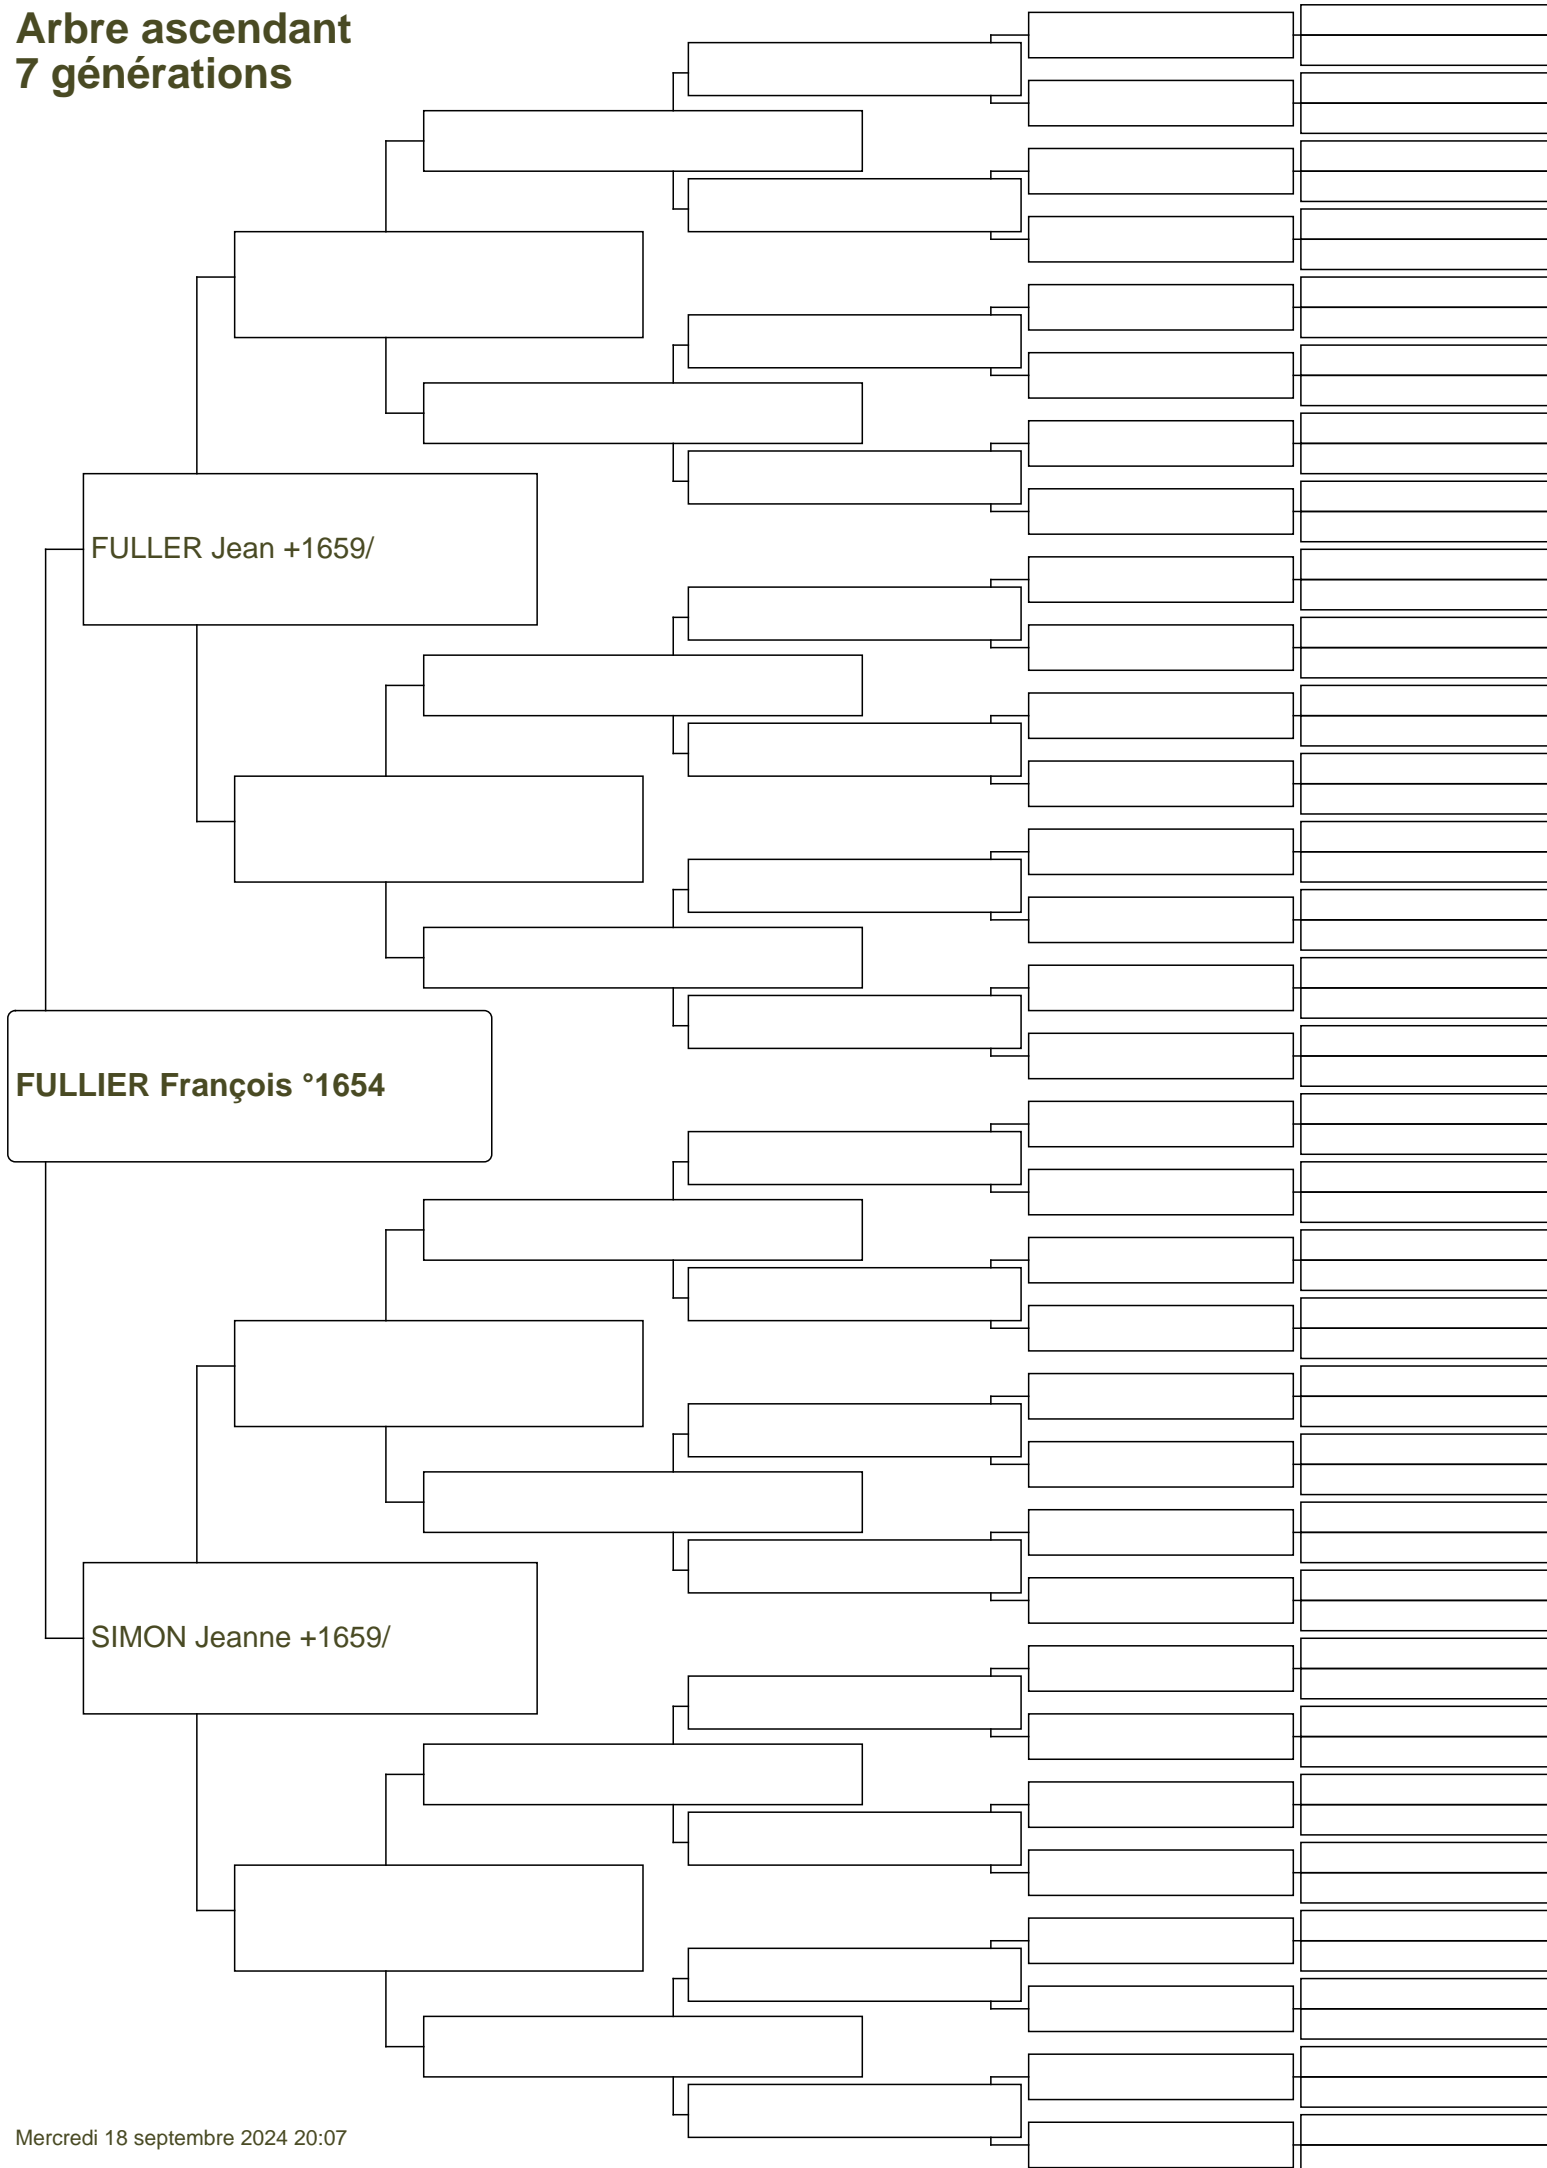 Arbre ascendant
7 générations
FULLER Jean +1659/
FULLIER François °1654
SIMON Jeanne +1659/
Mercredi 18 septembre 2024 20:07